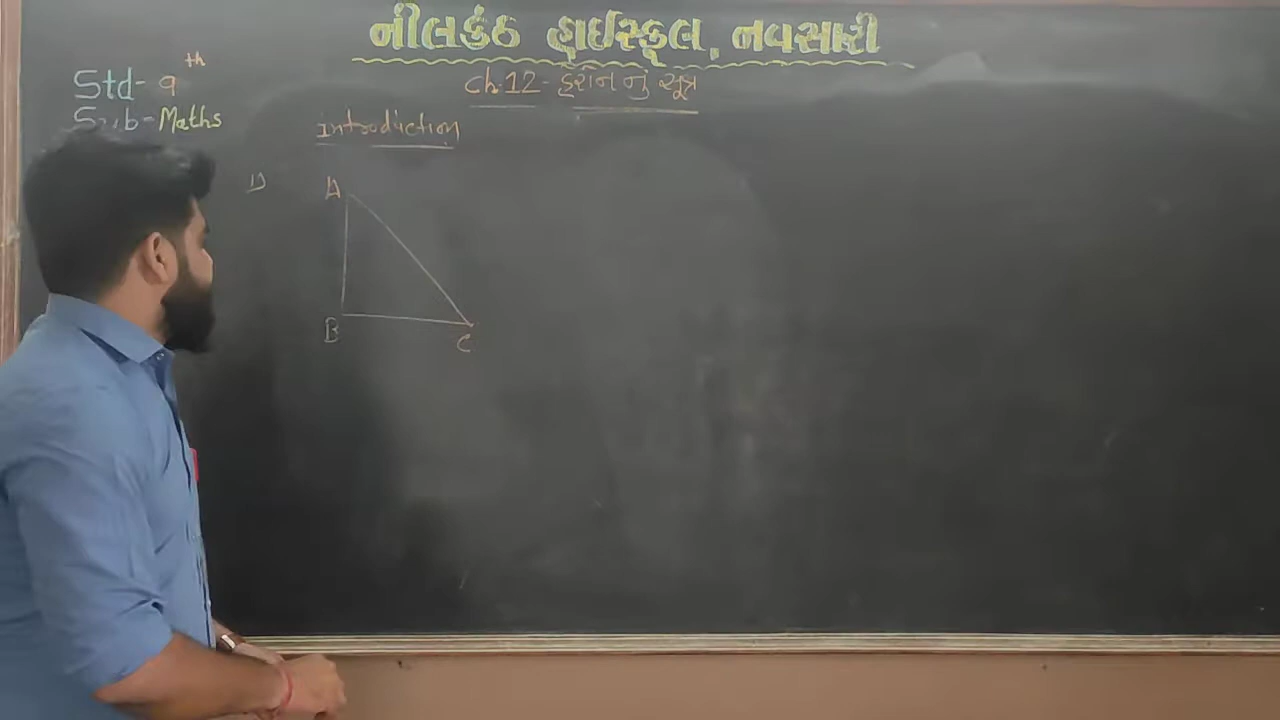 નીલકંઠ હાઈસ્કૂલ, નવસારી
Std- 9th
Ch-12- હેરોનનું સૂત્ર
Sub-Maths
introduction
1)
A
B
C